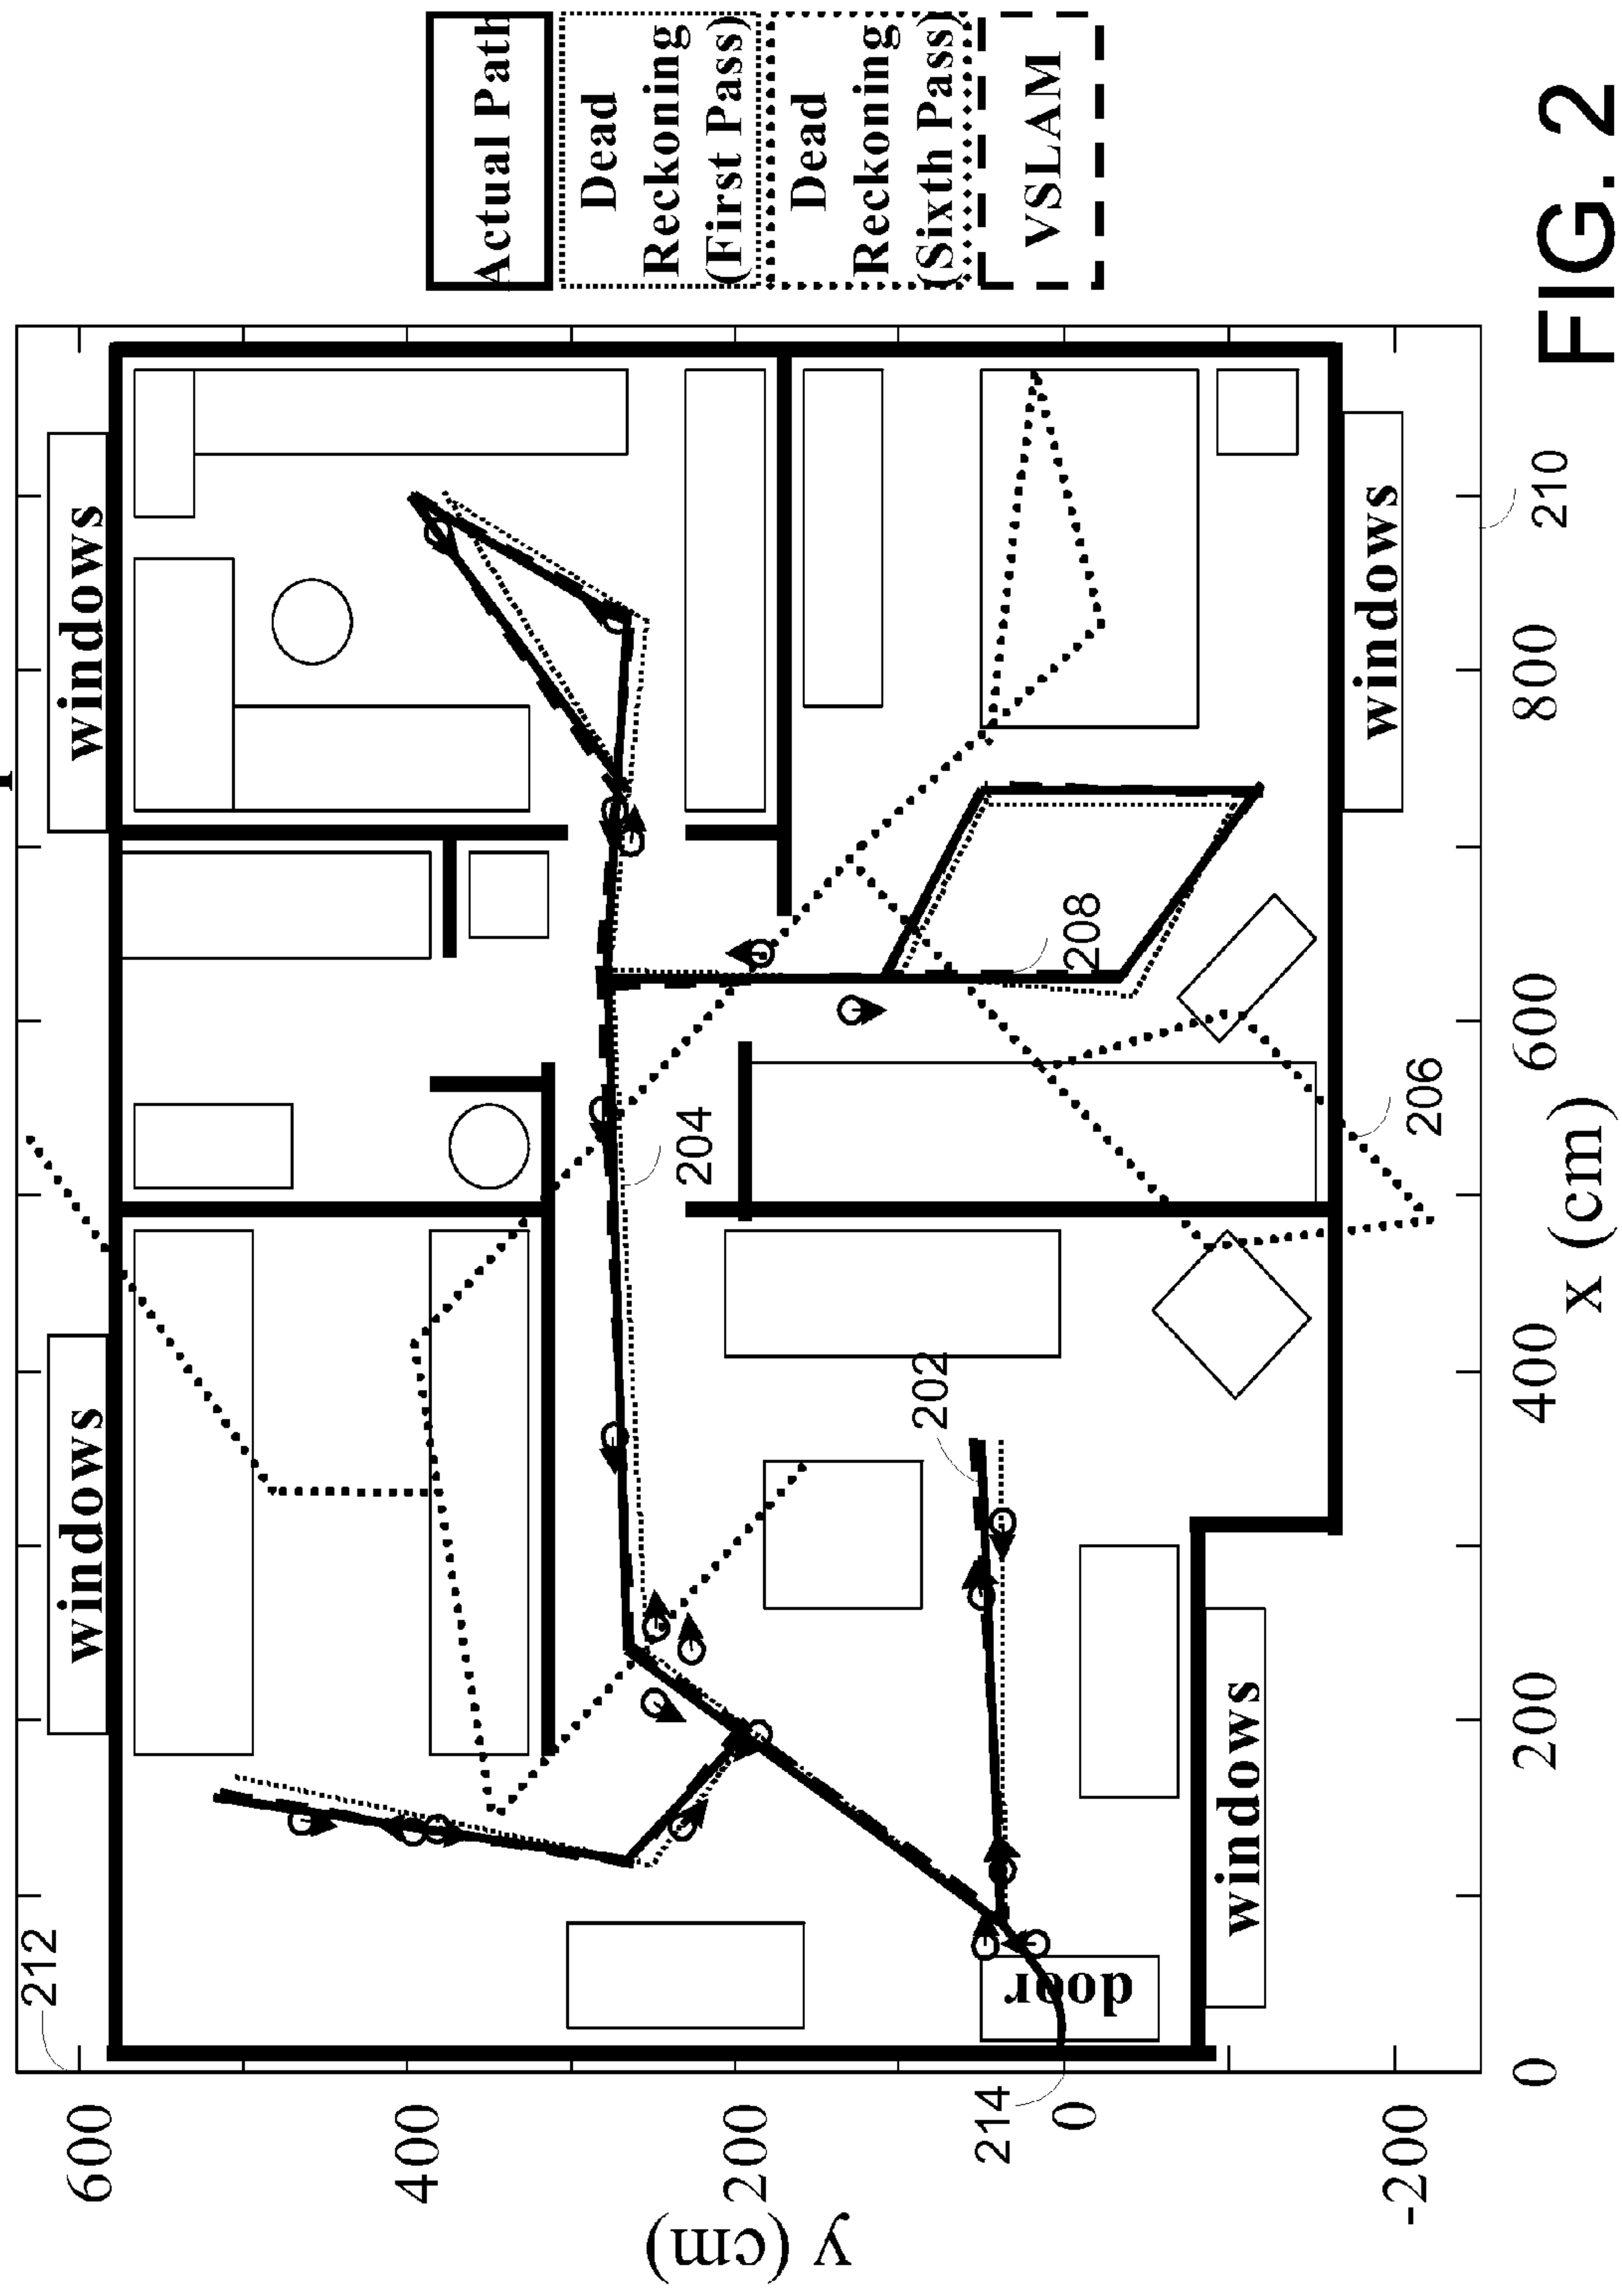 Actual Path
Dead
Reckoning
(First Pass)
Dead
Reckoning
(Sixth Pass)
VSLAM
windows
windows
windows
windows
door
212
204
208
202
206
210
214
600
400
200
0
-200
y (cm)
0
200
400
600
800
x (cm)
FIG. 2